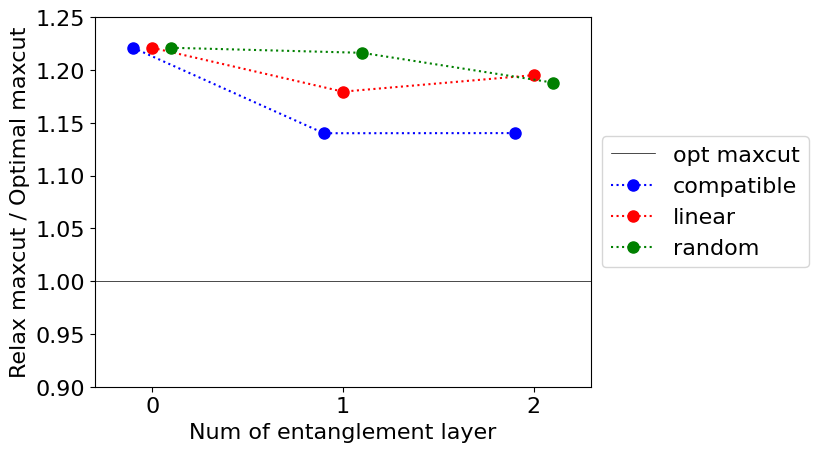 Relax maxcut / Optimal maxcut
1.25
1.20
1.15
1.10
1.05
1.00
0.95
0.90
0
1
2
Num of entanglement layer
opt maxcut
compatible
linear
random